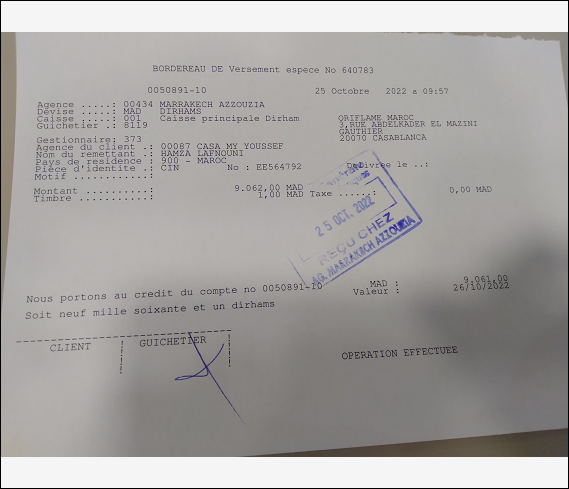 BORDEREAU DE Versement espece No 640783
0050891-10 25 Octobre 2022 a 09:57
Agence .....: 00434 MARRAKECH AZZOUZIA
Devise .....: MAD DIRHAMS
Caisse .....: 001 Caisse principale Dirham
Guichetier .: 8119
ORIFLAME MAROC
3,RUE ABDELKADER EL MAZINI
GAUTHIER
20070 CASABLANCA
Gestionnaire: 373
Agence du client .: 00087 CASA MY YOUSSEF
Nom du remettant .: HAMZA LAFNOUNI
Pays de residence : 900 - MAROC
Pièce d'identite .: CIN No : EE564792 Delivree le ..:
Motif ............:
Montant ..........: 9.062,00 MAD
Timbre ...........: 1,00 MAD Taxe ......: 0,00 MAD
25 OCT. 2022
REÇU CHEZ
AG. MARRAKECH AZZOUZIA
Nous portons au credit du compte no 0050891-10 MAD : 9.061,00
Valeur : 26/10/2022
Soit neuf mille soixante et un dirhams
CLIENT GUICHETIER
OPERATION EFFECTUEE